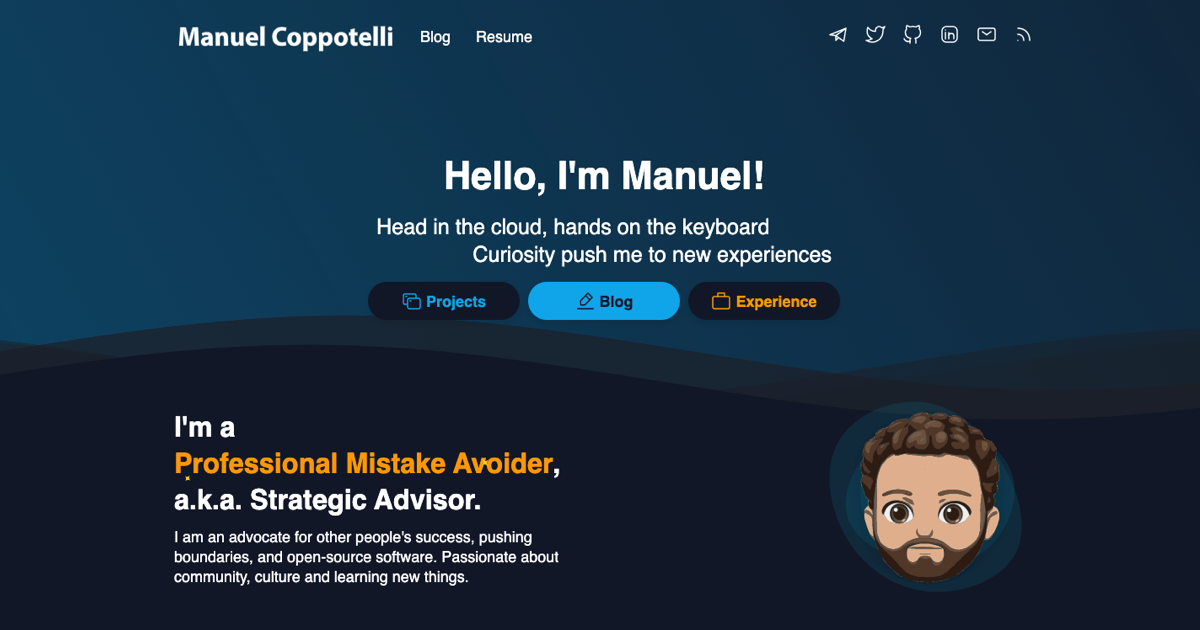 Manuel Coppotelli Blog Resume
Hello, I'm Manuel!
Head in the cloud, hands on the keyboard
Curiosity push me to new experiences
Projects Blog Experience
I'm a
Professional Mistake Avoider,
a.k.a. Strategic Advisor.
I am an advocate for other people's success, pushing
boundaries, and open-source software. Passionate about
community, culture and learning new things.